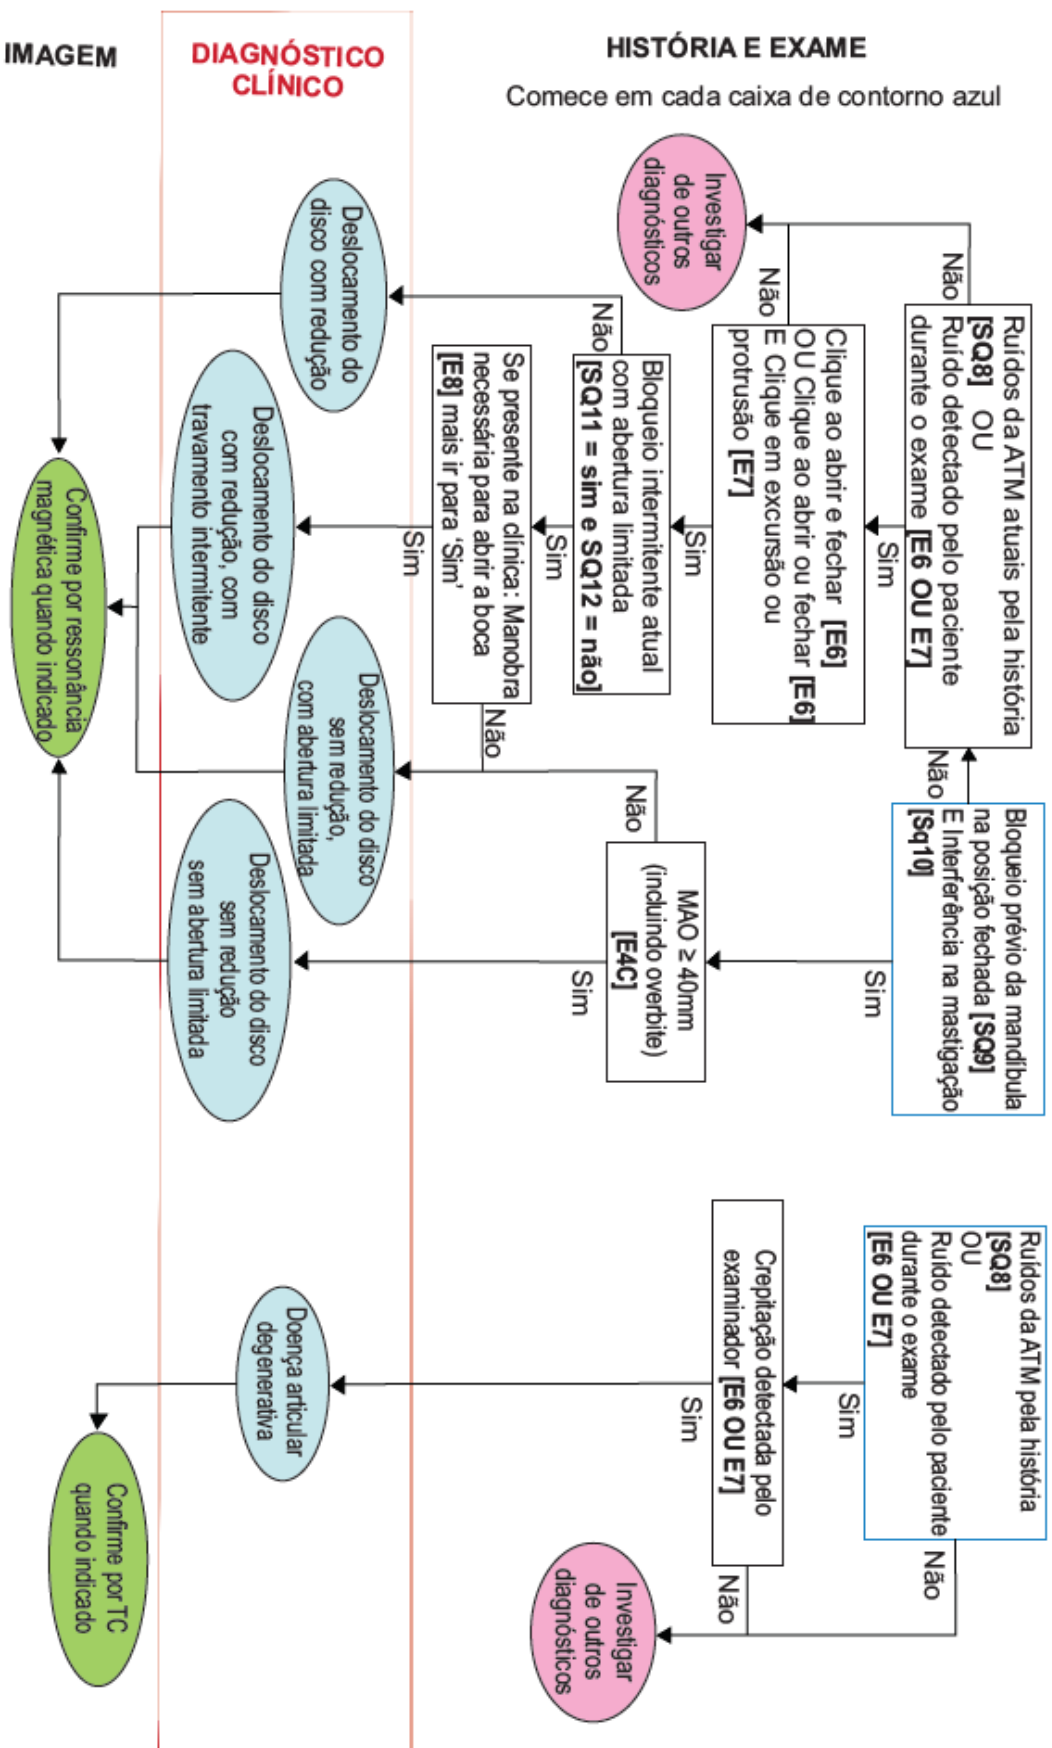 HISTÓRIA E EXAME
Comece em cada caixa de contorno azul
DIAGNÓSTICO
CLÍNICO
IMAGEM
Ruídos da ATM atuais pela história
[SQ8] OU
Ruído detectado pelo paciente
durante o exame [E6 OU E7]
Não
Sim
Não
Bloqueio prévio da mandíbula
na posição fechada [SQ9]
E Interferência na mastigação
[Sq10]
Sim
Ruídos da ATM pela história
[SQ8]
OU
Ruído detectado pelo paciente
durante o exame
[E6 OU E7]
Não
Sim
Investigar
de outros
diagnósticos
Não
Clique ao abrir e fechar [E6]
OU Clique ao abrir ou fechar [E6]
E Clique em excursão ou
protrusão [E7]
Sim
MAO ≥ 40mm
(incluindo overbite)
[E4C]
Não
Sim
Crepitação detectada pelo
examinador [E6 OU E7]
Não
Sim
Investigar
de outros
diagnósticos
Bloqueio intermitente atual
com abertura limitada
[SQ11 = sim e SQ12 = não]
Não
Sim
Se presente na clínica: Manobra
necessária para abrir a boca
[E8] mais ir para ‘Sim’
Não
Sim
Deslocamento do
disco com redução
Deslocamento do disco
com redução, com
travamento intermitente
Deslocamento do disco
sem redução,
com abertura limitada
Deslocamento do disco
sem redução
sem abertura limitada
Doença articular
degenerativa
Confirme por ressonância
magnética quando indicado
Confirme por TC
quando indicado